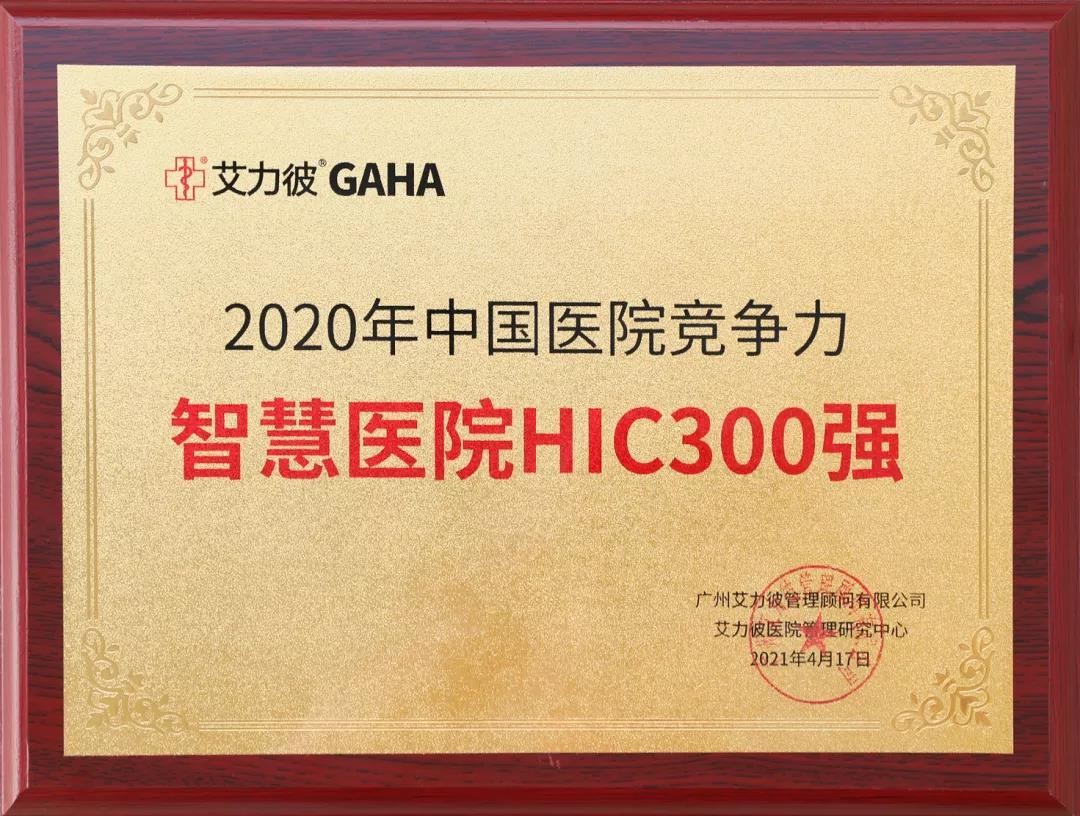 艾力彼®GAHA
2020年中国医院竞争力
智慧医院HIC300强
广州艾力彼管理顾问有限公司
艾力彼医院管理研究中心
2021年4月17日